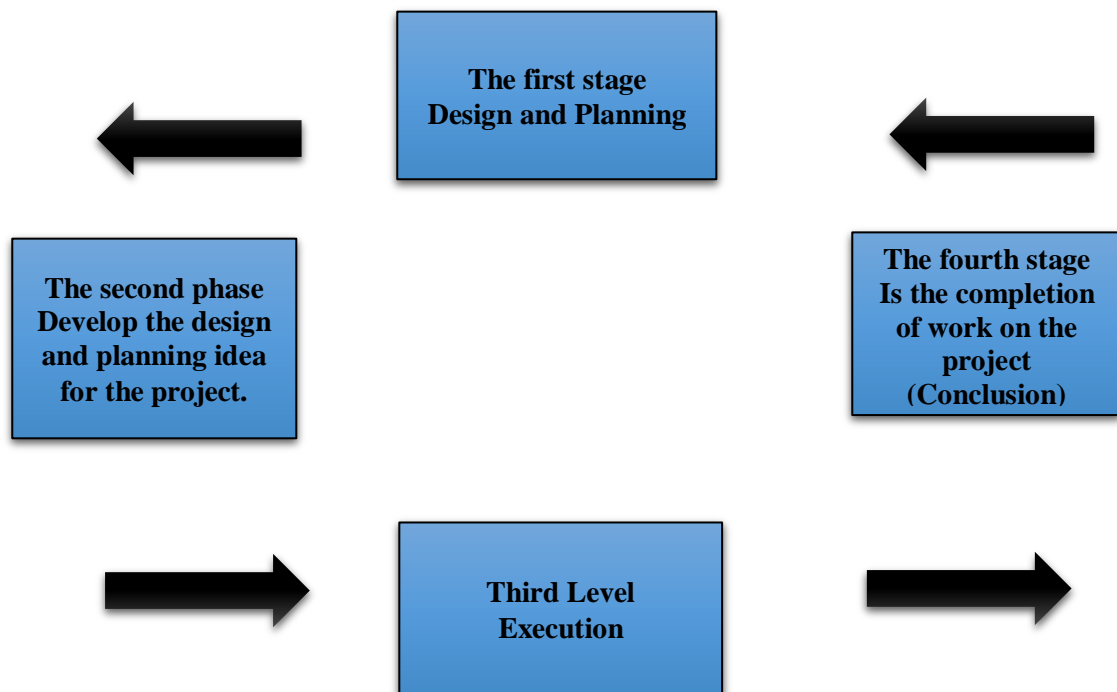 The first stage
Design and Planning
The second phase
Develop the design
and planning idea
for the project.
The fourth stage
Is the completion
of work on the
project
(Conclusion)
Third Level
Execution